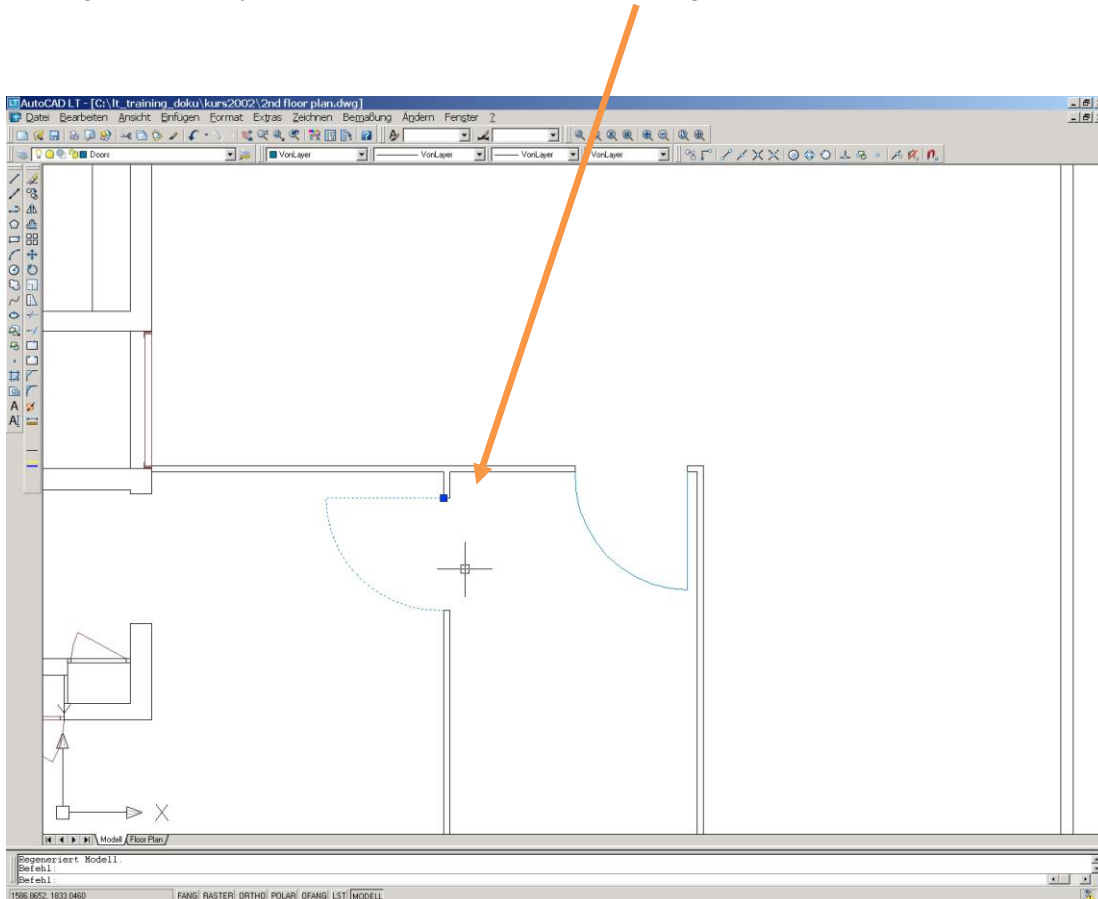 AutoCAD LT - [C:\lt_training_doku\kurs2002\2nd floor plan.dwg]
Datei Bearbeiten Ansicht Einfügen Format Extras Zeichnen Bemaßung Ändern Fenster ?
Doors VonLayer VonLayer VonLayer VonLayer
X
Modell Floor Plan
Regeneriert Modell.
Befehl:
Befehl:
1586.8652, 1833.0460 FANG RASTER ORTHO POLAR OFANG LST MODELL